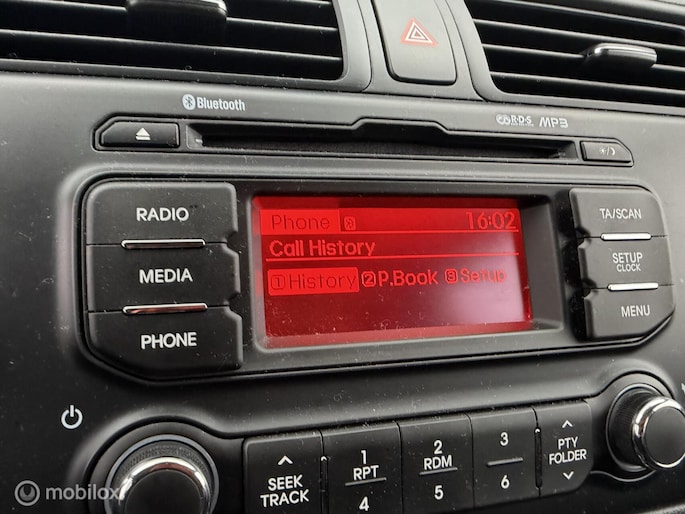 Bluetooth
R·D·S MP3
RADIO
MEDIA
PHONE
Phone 16:02
Call History
1 History 2 P.Book 3 Setup
TA/SCAN
SETUP
CLOCK
MENU
SEEK
TRACK
1
RPT
4
2
RDM
5
3
6
PTY
FOLDER
mobilox